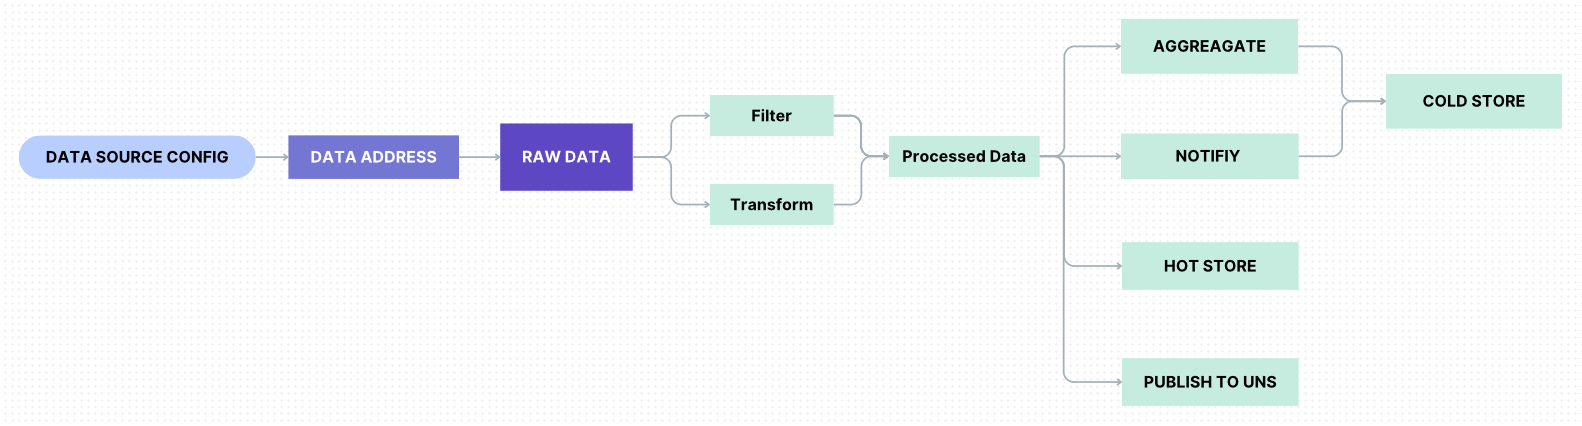 DATA SOURCE CONFIG
DATA ADDRESS
RAW DATA
Filter
Transform
Processed Data
AGGREAGATE
NOTIFIY
HOT STORE
PUBLISH TO UNS
COLD STORE